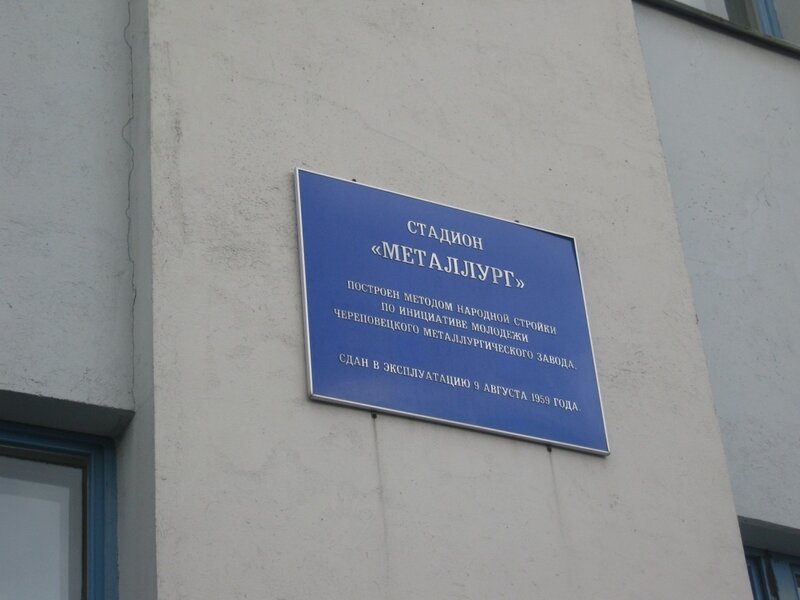 СТАДИОН
«МЕТАЛЛУРГ»
ПОСТРОЕН МЕТОДОМ НАРОДНОЙ СТРОЙКИ
ПО ИНИЦИАТИВЕ МОЛОДЕЖИ
ЧЕРЕПОВЕЦКОГО МЕТАЛЛУРГИЧЕСКОГО ЗАВОДА.
СДАН В ЭКСПЛУАТАЦИЮ 9 АВГУСТА 1959 ГОДА.